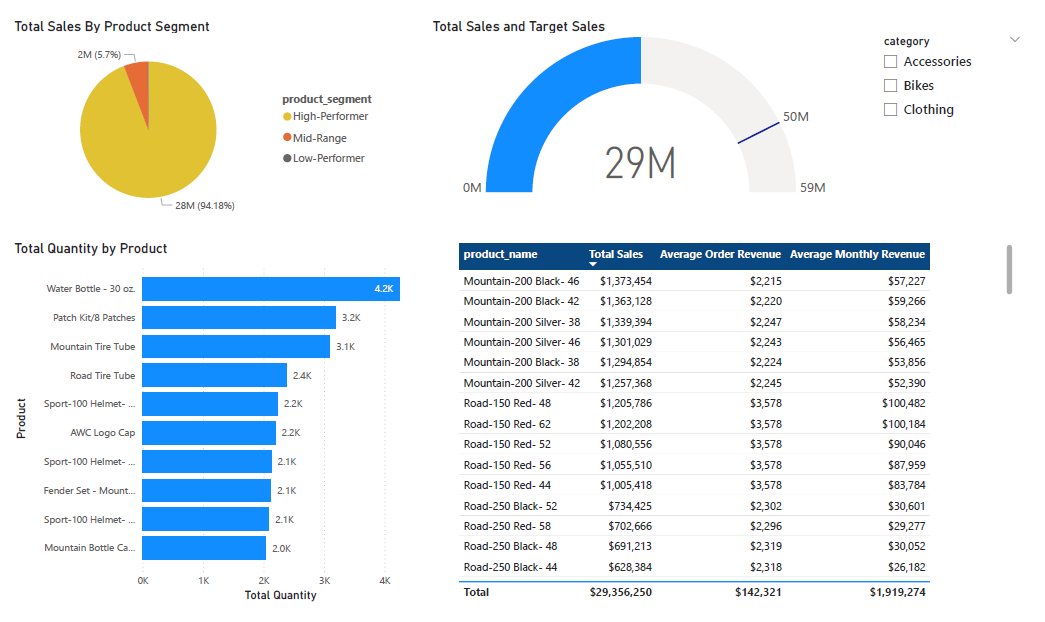 Total Sales By Product Segment
2M (5.7%)
28M (94.18%)
product_segment
High-Performer
Mid-Range
Low-Performer
Total Sales and Target Sales
0M
29M
50M
59M
category
Accessories
Bikes
Clothing
Total Quantity by Product
Product
Water Bottle - 30 oz. 4.2K
Patch Kit/8 Patches 3.2K
Mountain Tire Tube 3.1K
Road Tire Tube 2.4K
Sport-100 Helmet- ... 2.2K
AWC Logo Cap 2.2K
Sport-100 Helmet- ... 2.1K
Fender Set - Mount... 2.1K
Sport-100 Helmet- ... 2.1K
Mountain Bottle Ca... 2.0K
0K 1K 2K 3K 4K
Total Quantity
product_name Total Sales Average Order Revenue Average Monthly Revenue
Mountain-200 Black- 46 $1,373,454 $2,215 $57,227
Mountain-200 Black- 42 $1,363,128 $2,220 $59,266
Mountain-200 Silver- 38 $1,339,394 $2,247 $58,234
Mountain-200 Silver- 46 $1,301,029 $2,243 $56,465
Mountain-200 Black- 38 $1,294,854 $2,224 $53,856
Mountain-200 Silver- 42 $1,257,368 $2,245 $52,390
Road-150 Red- 48 $1,205,786 $3,578 $100,482
Road-150 Red- 62 $1,202,208 $3,578 $100,184
Road-150 Red- 52 $1,080,556 $3,578 $90,046
Road-150 Red- 56 $1,055,510 $3,578 $87,959
Road-150 Red- 44 $1,005,418 $3,578 $83,784
Road-250 Black- 52 $734,425 $2,302 $30,601
Road-250 Red- 58 $702,666 $2,296 $29,277
Road-250 Black- 48 $691,213 $2,319 $30,052
Road-250 Black- 44 $628,384 $2,318 $26,182
Total $29,356,250 $142,321 $1,919,274